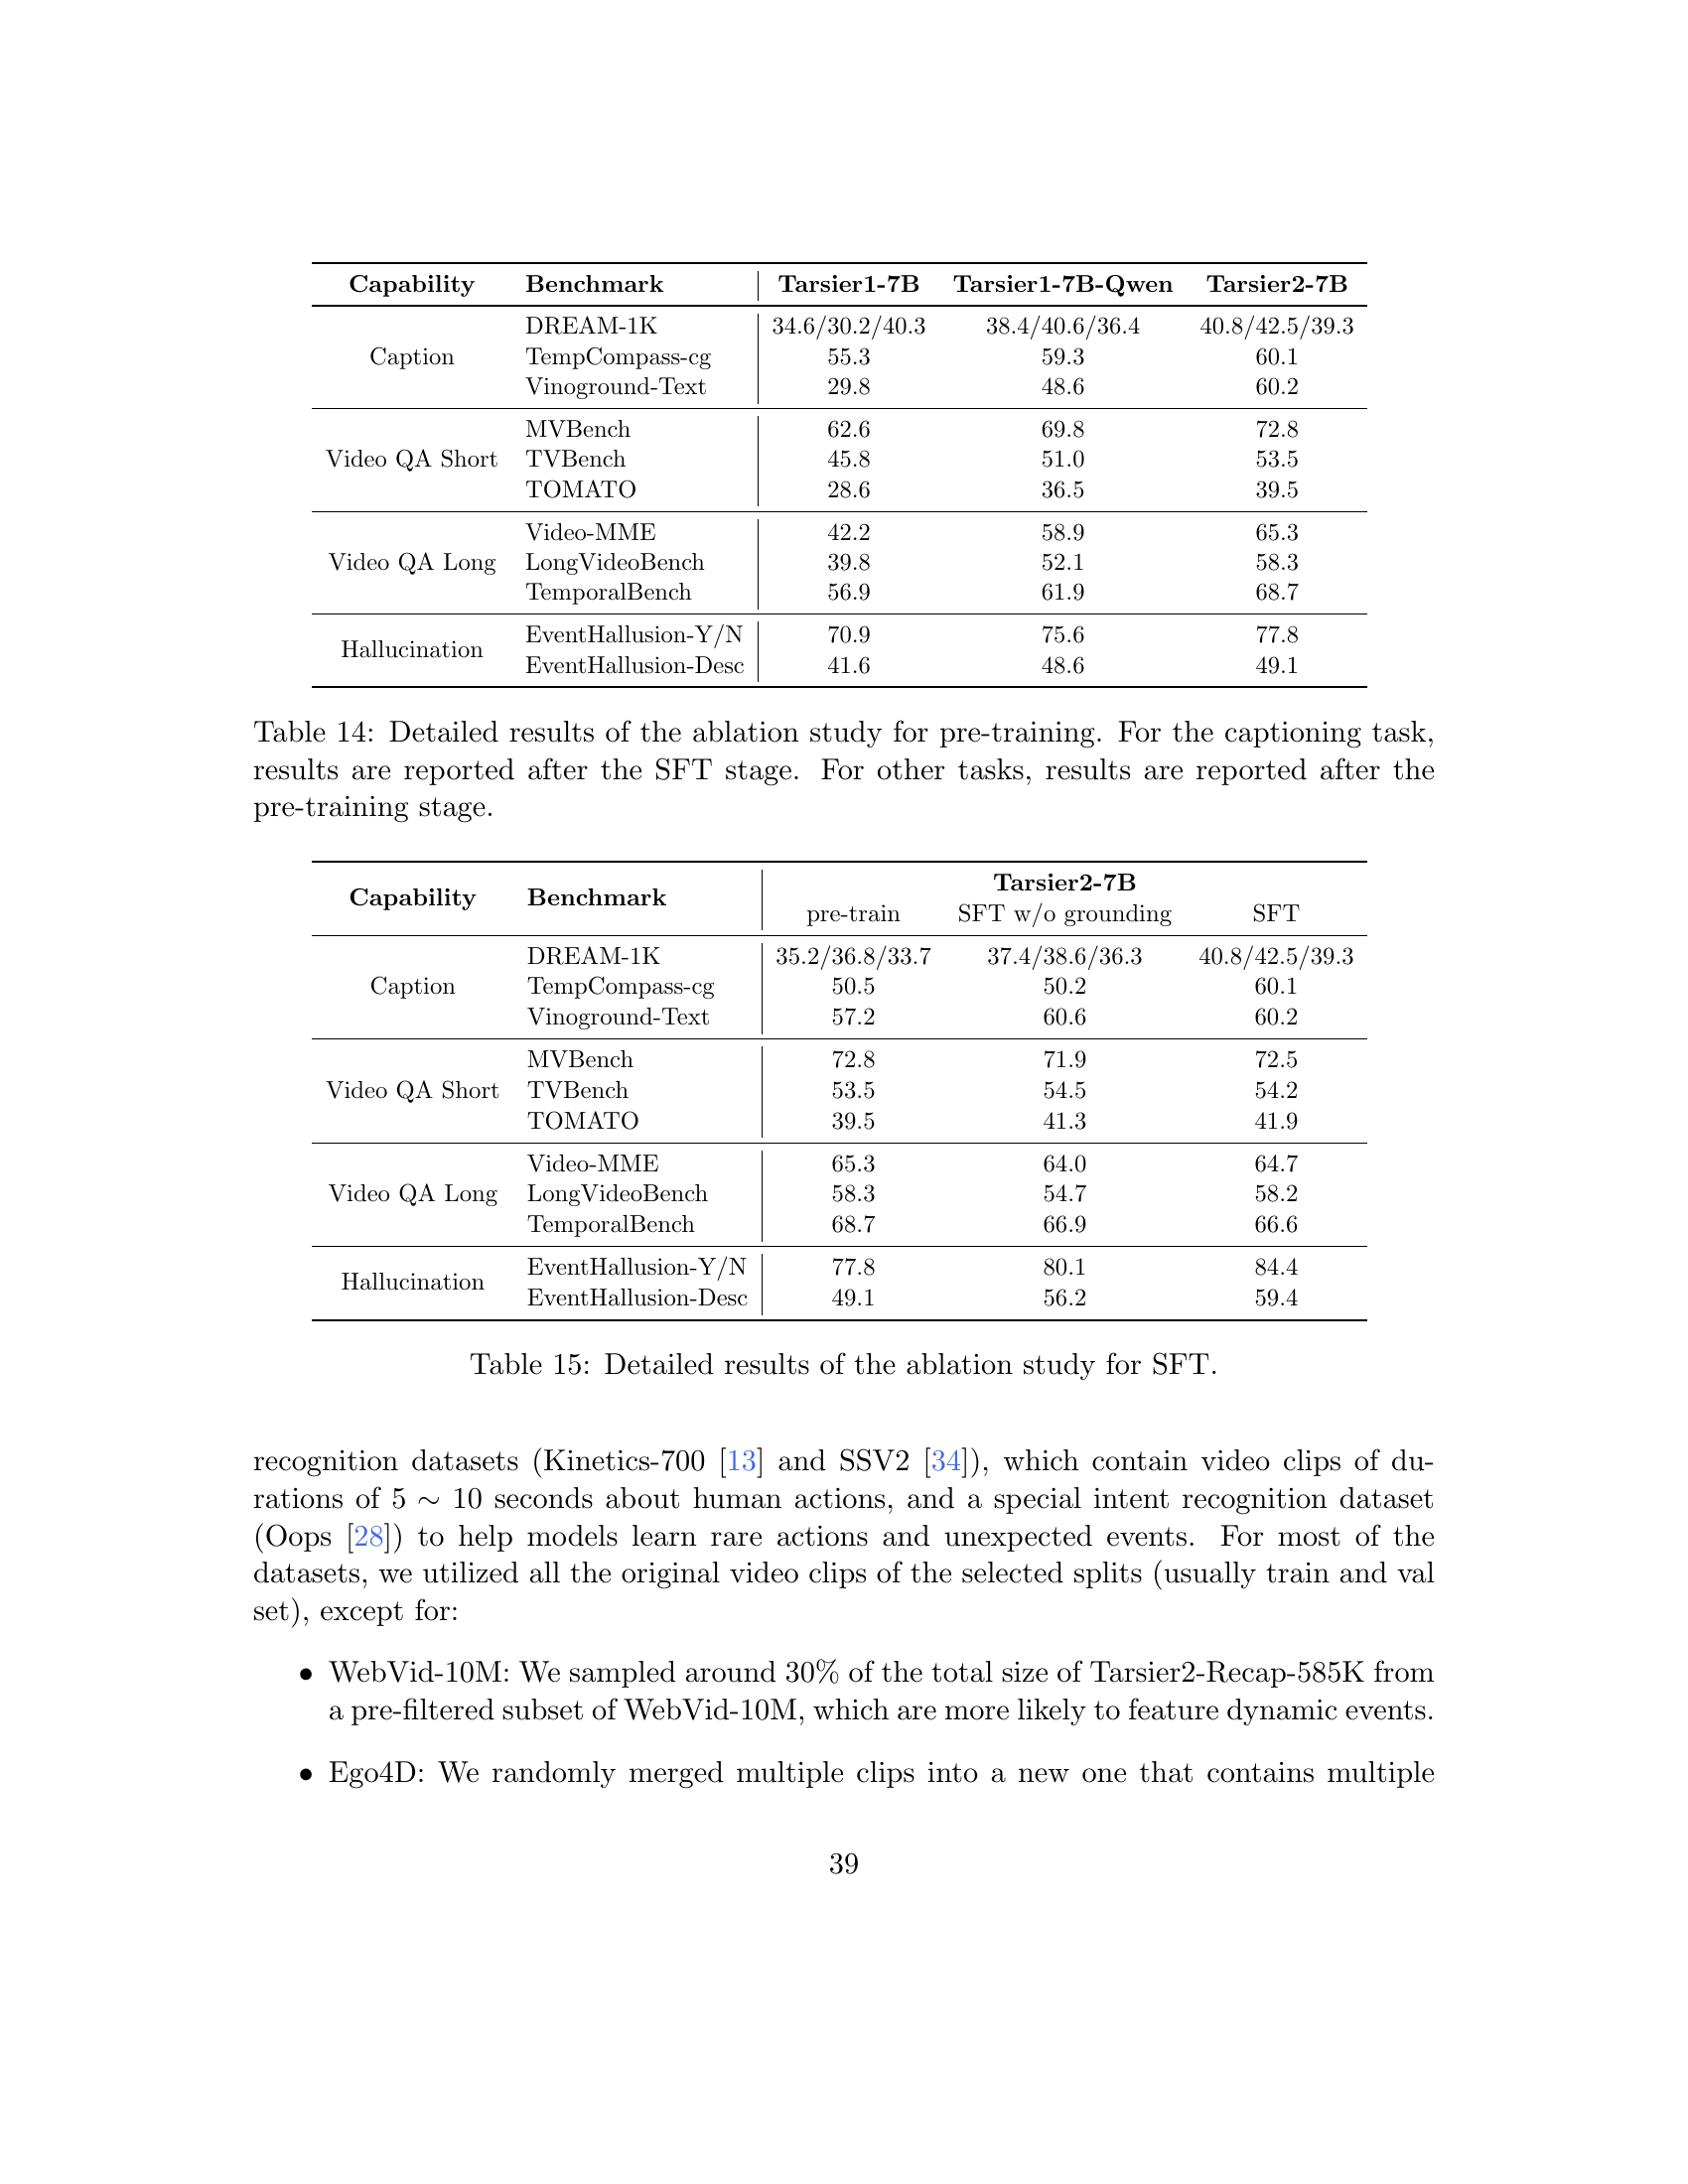 Capability Benchmark Tarsier1-7B Tarsier1-7B-Qwen Tarsier2-7B
DREAM-1K 34.6/30.2/40.3 38.4/40.6/36.4 40.8/42.5/39.3
Caption TempCompass-cg 55.3 59.3 60.1
Vinoground-Text 29.8 48.6 60.2
MVBench 62.6 69.8 72.8
Video QA Short TVBench 45.8 51.0 53.5
TOMATO 28.6 36.5 39.5
Video-MME 42.2 58.9 65.3
Video QA Long LongVideoBench 39.8 52.1 58.3
TemporalBench 56.9 61.9 68.7
Hallucination
EventHallusion-Y/N 70.9 75.6 77.8
EventHallusion-Desc 41.6 48.6 49.1
Table 14: Detailed results of the ablation study for pre-training. For the captioning task,
results are reported after the SFT stage. For other tasks, results are reported after the
pre-training stage.
Capability Benchmark Tarsier2-7B
pre-train SFT w/o grounding SFT
DREAM-1K 35.2/36.8/33.7 37.4/38.6/36.3 40.8/42.5/39.3
Caption TempCompass-cg 50.5 50.2 60.1
Vinoground-Text 57.2 60.6 60.2
MVBench 72.8 71.9 72.5
Video QA Short TVBench 53.5 54.5 54.2
TOMATO 39.5 41.3 41.9
Video-MME 65.3 64.0 64.7
Video QA Long LongVideoBench 58.3 54.7 58.2
TemporalBench 68.7 66.9 66.6
Hallucination
EventHallusion-Y/N 77.8 80.1 84.4
EventHallusion-Desc 49.1 56.2 59.4
Table 15: Detailed results of the ablation study for SFT.
recognition datasets (Kinetics-700 [13] and SSV2 [34]), which contain video clips of du-
rations of 5 ∼ 10 seconds about human actions, and a special intent recognition dataset
(Oops [28]) to help models learn rare actions and unexpected events. For most of the
datasets, we utilized all the original video clips of the selected splits (usually train and val
set), except for:
• WebVid-10M: We sampled around 30% of the total size of Tarsier2-Recap-585K from
a pre-filtered subset of WebVid-10M, which are more likely to feature dynamic events.
• Ego4D: We randomly merged multiple clips into a new one that contains multiple
39